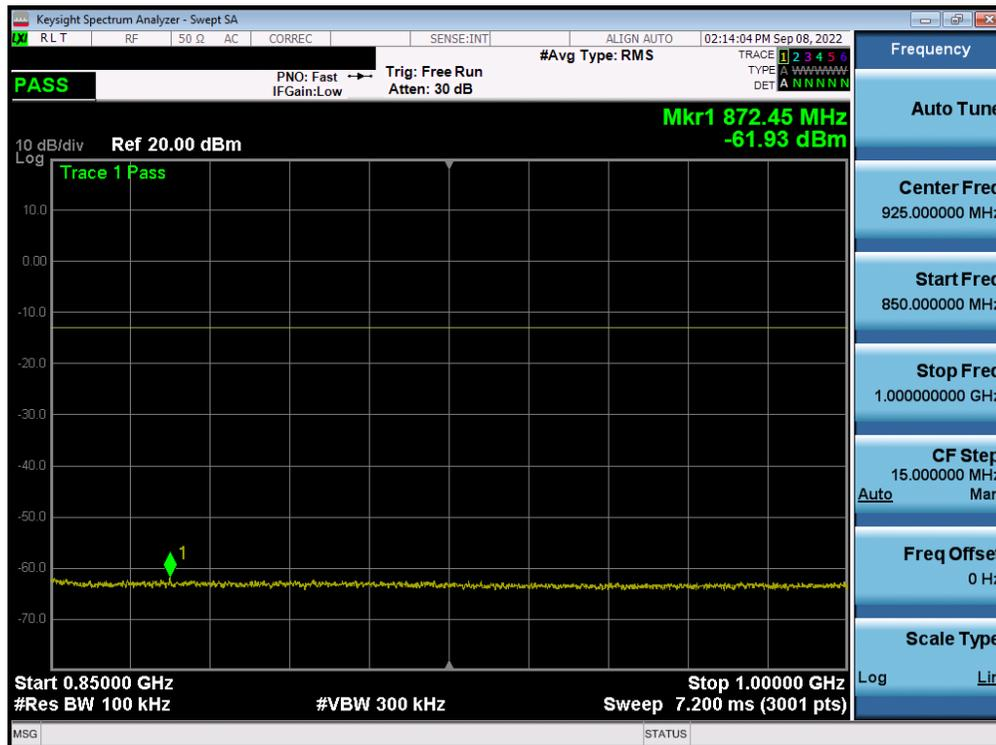 Keysight Spectrum Analyzer - Swept SA
LXI RLT RF 50 Ω AC CORREC SENSE:INT ALIGN AUTO 02:14:04 PM Sep 08, 2022
Frequency
#Avg Type: RMS TRACE 1 2 3 4 5 6
PNO: Fast Trig: Free Run TYPE A WWWWW
PASS IFGain:Low Atten: 30 dB DET A N N N N N
Auto Tune
Mkr1 872.45 MHz
-61.93 dBm
10 dB/div Ref 20.00 dBm
Log
Trace 1 Pass
Center Freq
925.000000 MHz
10.0
0.00
Start Freq
850.000000 MHz
-10.0
-20.0
Stop Freq
1.000000000 GHz
-30.0
-40.0
CF Step
15.000000 MHz
Auto Man
-50.0
1
-60.0
Freq Offset
0 Hz
-70.0
Scale Type
Log Lin
Start 0.85000 GHz Stop 1.00000 GHz
#Res BW 100 kHz #VBW 300 kHz Sweep 7.200 ms (3001 pts)
MSG STATUS